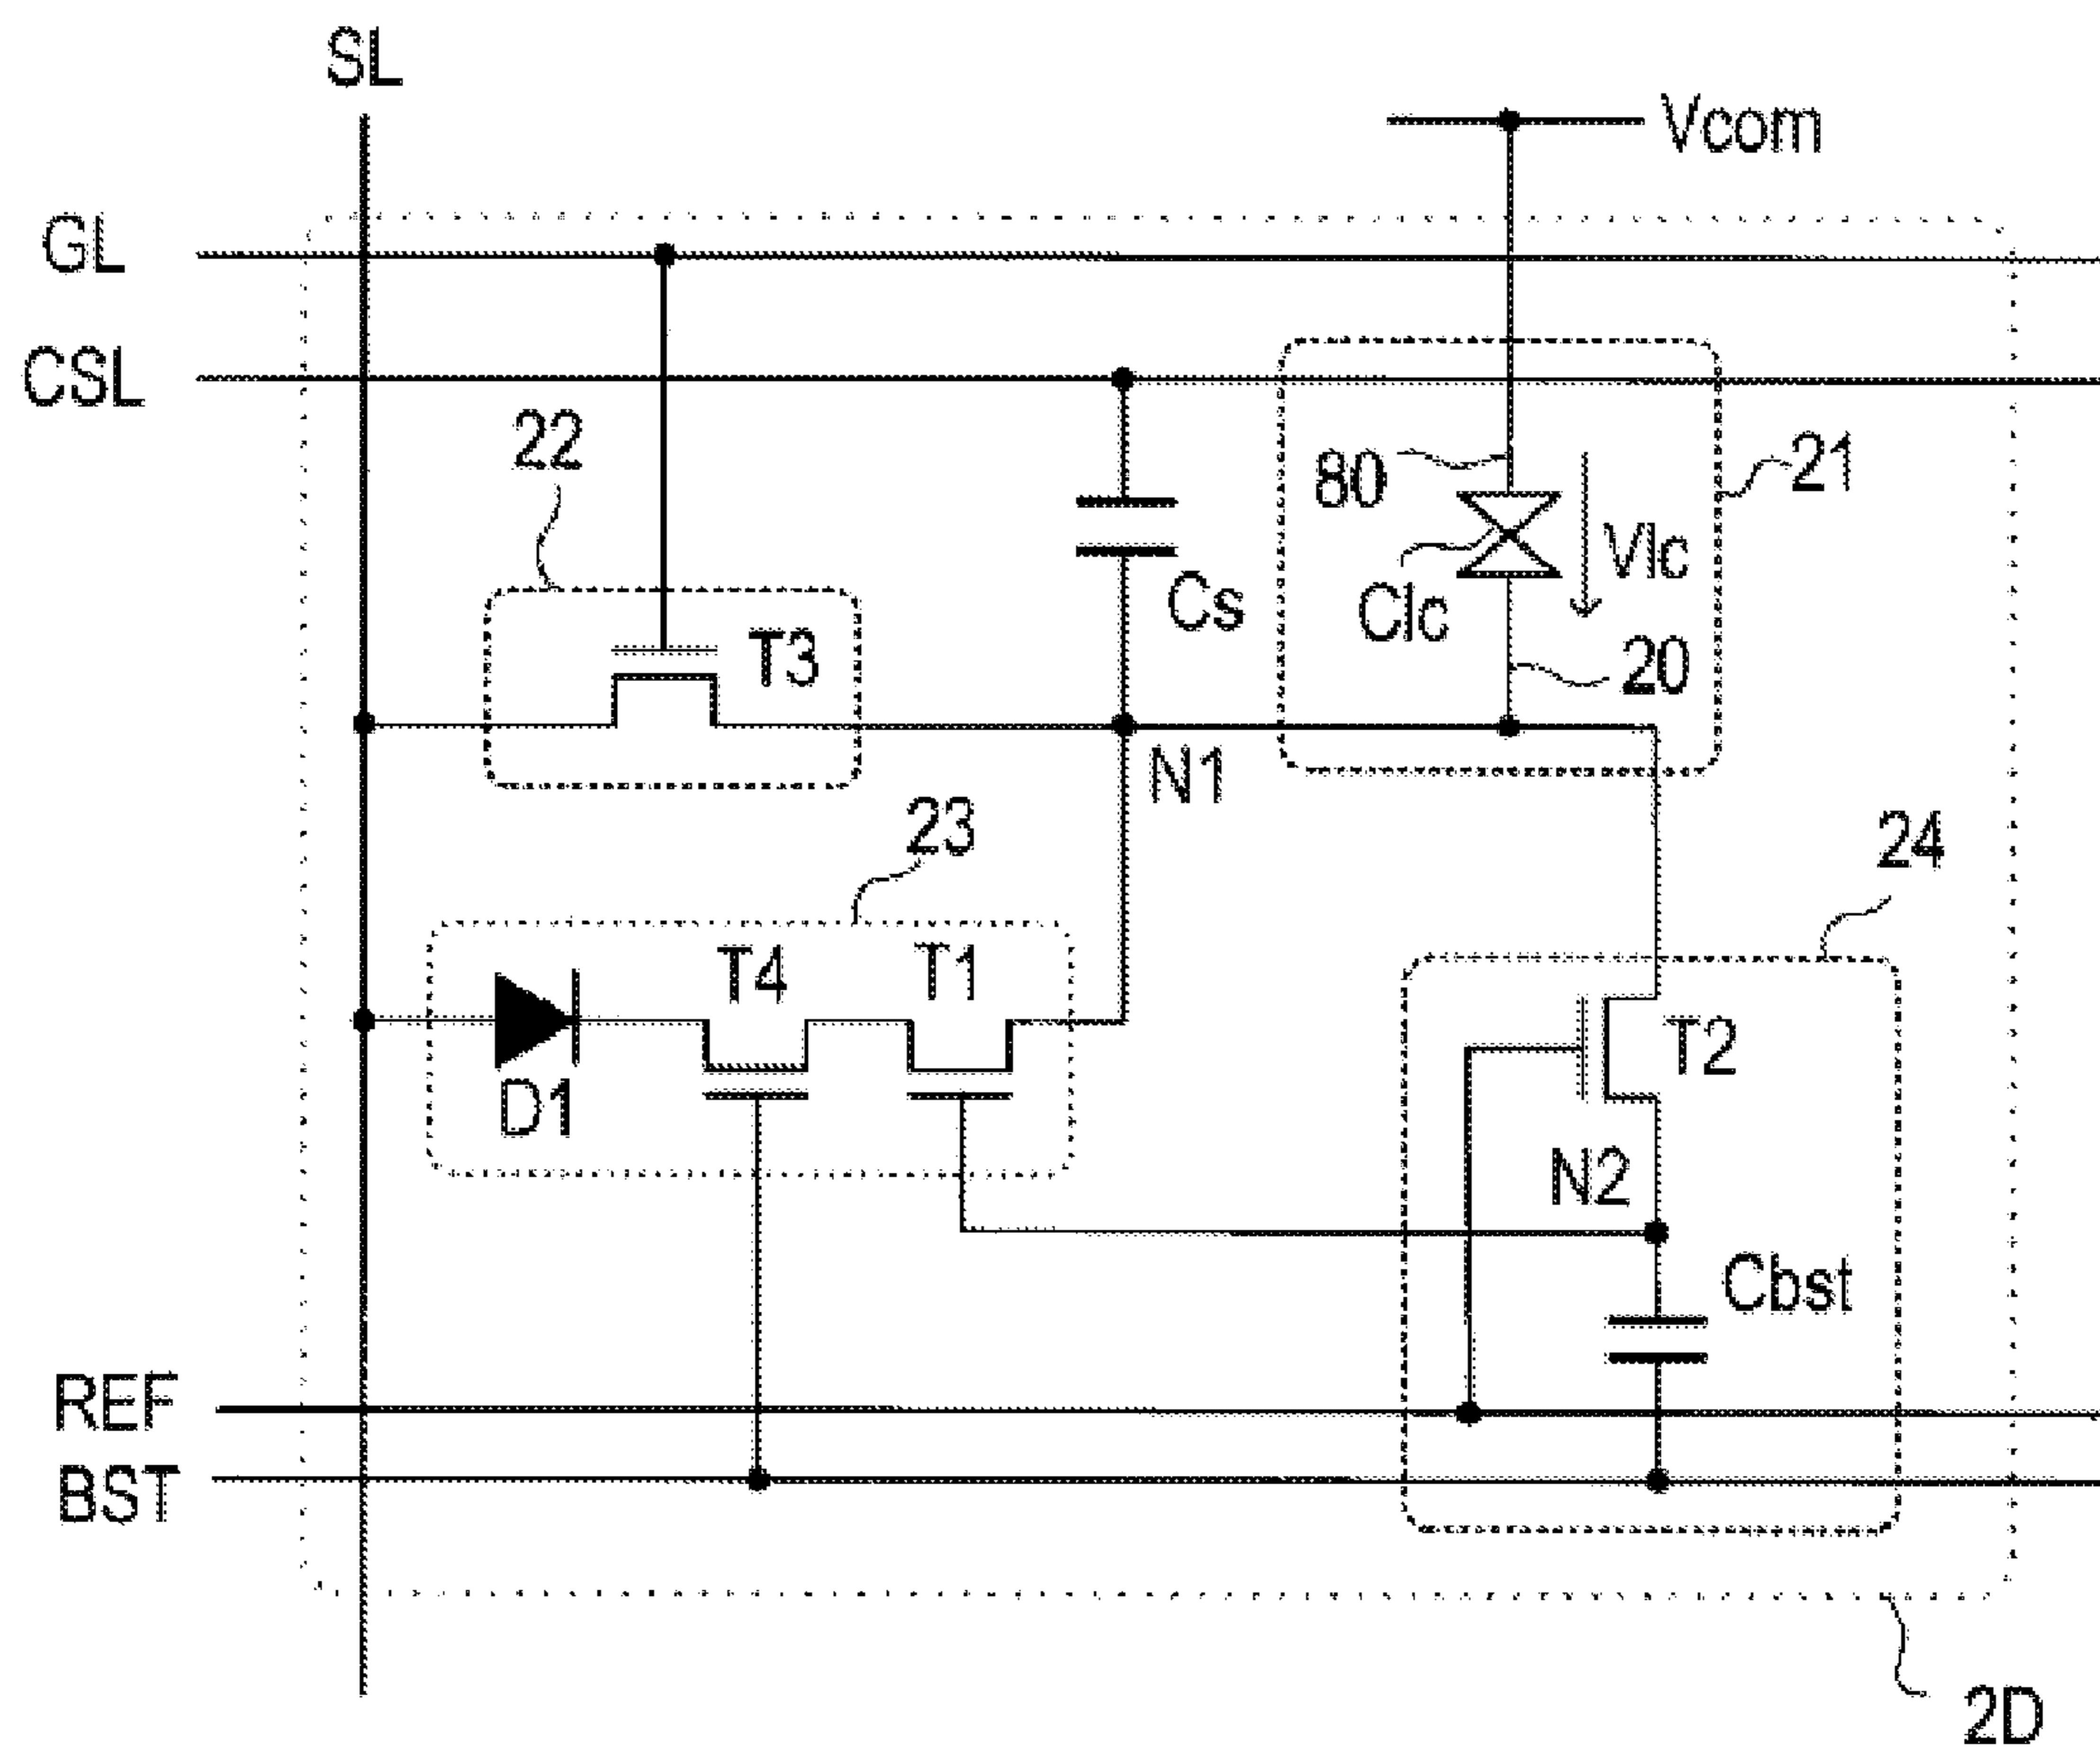 SL
Vcom
GL
CSL
22
80
21
Vlc
Clc
Cs
T3
20
N1
23
24
T4
T1
T2
D1
N2
Cbst
REF
BST
2D